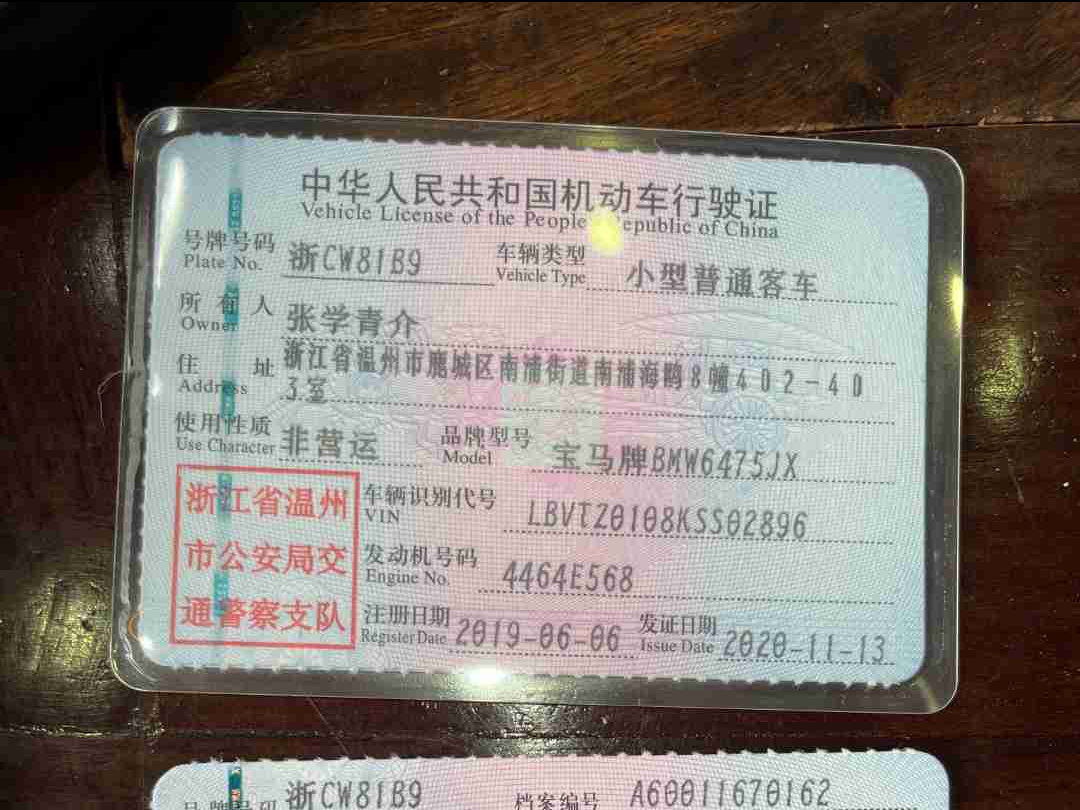 中华人民共和国机动车行驶证
Vehicle License of the People Republic of China
号牌号码 浙CW81B9 车辆类型 小型普通客车
Plate No. Vehicle Type
所有人 张学青介
Owner
住址 浙江省温州市鹿城区南浦街道南浦海鸥8幢402-40
Address 3室
使用性质 非营运 品牌型号 宝马牌BMW6475JX
Use Character Model
浙江省温州 车辆识别代号 LBVTZ0108KSS02896
VIN
市公安局交 发动机号码 4464E568
Engine No.
通警察支队 注册日期 2019-06-06 发证日期 2020-11-13
Register Date Issue Date
号牌号码 浙CW81B9 档案编号 A60011670162